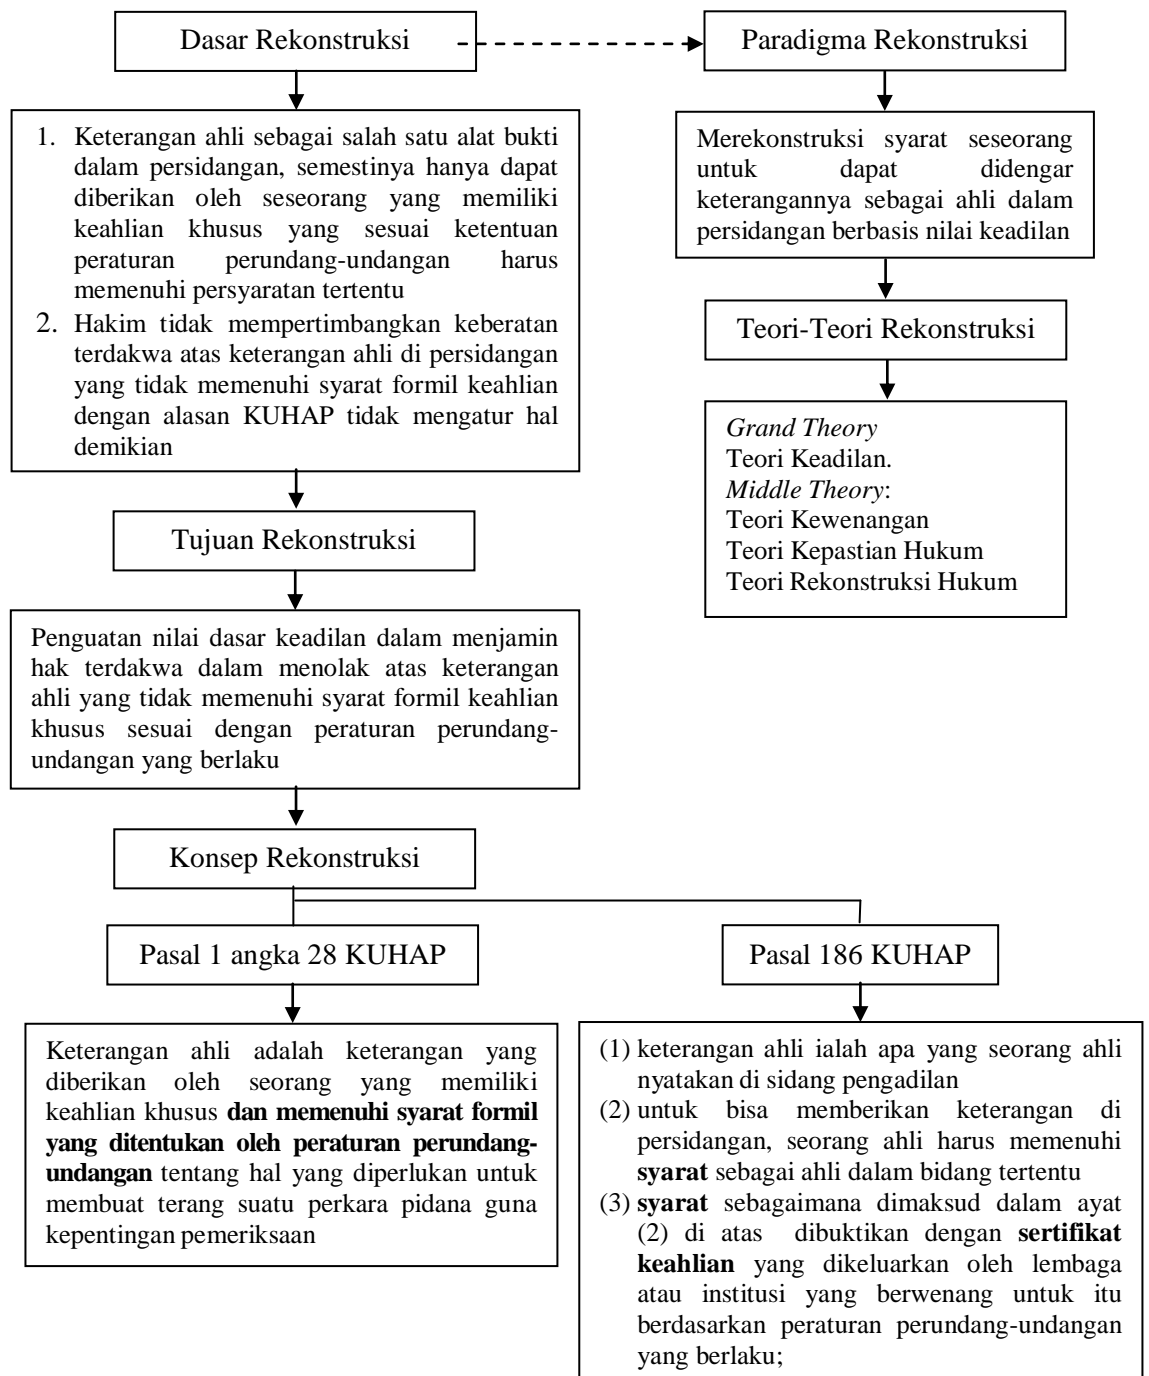 Dasar Rekonstruksi
Paradigma Rekonstruksi
1. Keterangan ahli sebagai salah satu alat bukti
dalam persidangan, semestinya hanya dapat
diberikan oleh seseorang yang memiliki
keahlian khusus yang sesuai ketentuan
peraturan perundang-undangan harus
memenuhi persyaratan tertentu
2. Hakim tidak mempertimbangkan keberatan
terdakwa atas keterangan ahli di persidangan
yang tidak memenuhi syarat formil keahlian
dengan alasan KUHAP tidak mengatur hal
demikian
Merekonstruksi syarat seseorang
untuk dapat didengar
keterangannya sebagai ahli dalam
persidangan berbasis nilai keadilan
Teori-Teori Rekonstruksi
Grand Theory
Teori Keadilan.
Middle Theory:
Teori Kewenangan
Teori Kepastian Hukum
Teori Rekonstruksi Hukum
Tujuan Rekonstruksi
Penguatan nilai dasar keadilan dalam menjamin
hak terdakwa dalam menolak atas keterangan
ahli yang tidak memenuhi syarat formil keahlian
khusus sesuai dengan peraturan perundang-
undangan yang berlaku
Konsep Rekonstruksi
Pasal 1 angka 28 KUHAP
Pasal 186 KUHAP
Keterangan ahli adalah keterangan yang
diberikan oleh seorang yang memiliki
keahlian khusus dan memenuhi syarat formil
yang ditentukan oleh peraturan perundang-
undangan tentang hal yang diperlukan untuk
membuat terang suatu perkara pidana guna
kepentingan pemeriksaan
(1) keterangan ahli ialah apa yang seorang ahli
nyatakan di sidang pengadilan
(2) untuk bisa memberikan keterangan di
persidangan, seorang ahli harus memenuhi
syarat sebagai ahli dalam bidang tertentu
(3) syarat sebagaimana dimaksud dalam ayat
(2) di atas dibuktikan dengan sertifikat
keahlian yang dikeluarkan oleh lembaga
atau institusi yang berwenang untuk itu
berdasarkan peraturan perundang-undangan
yang berlaku;